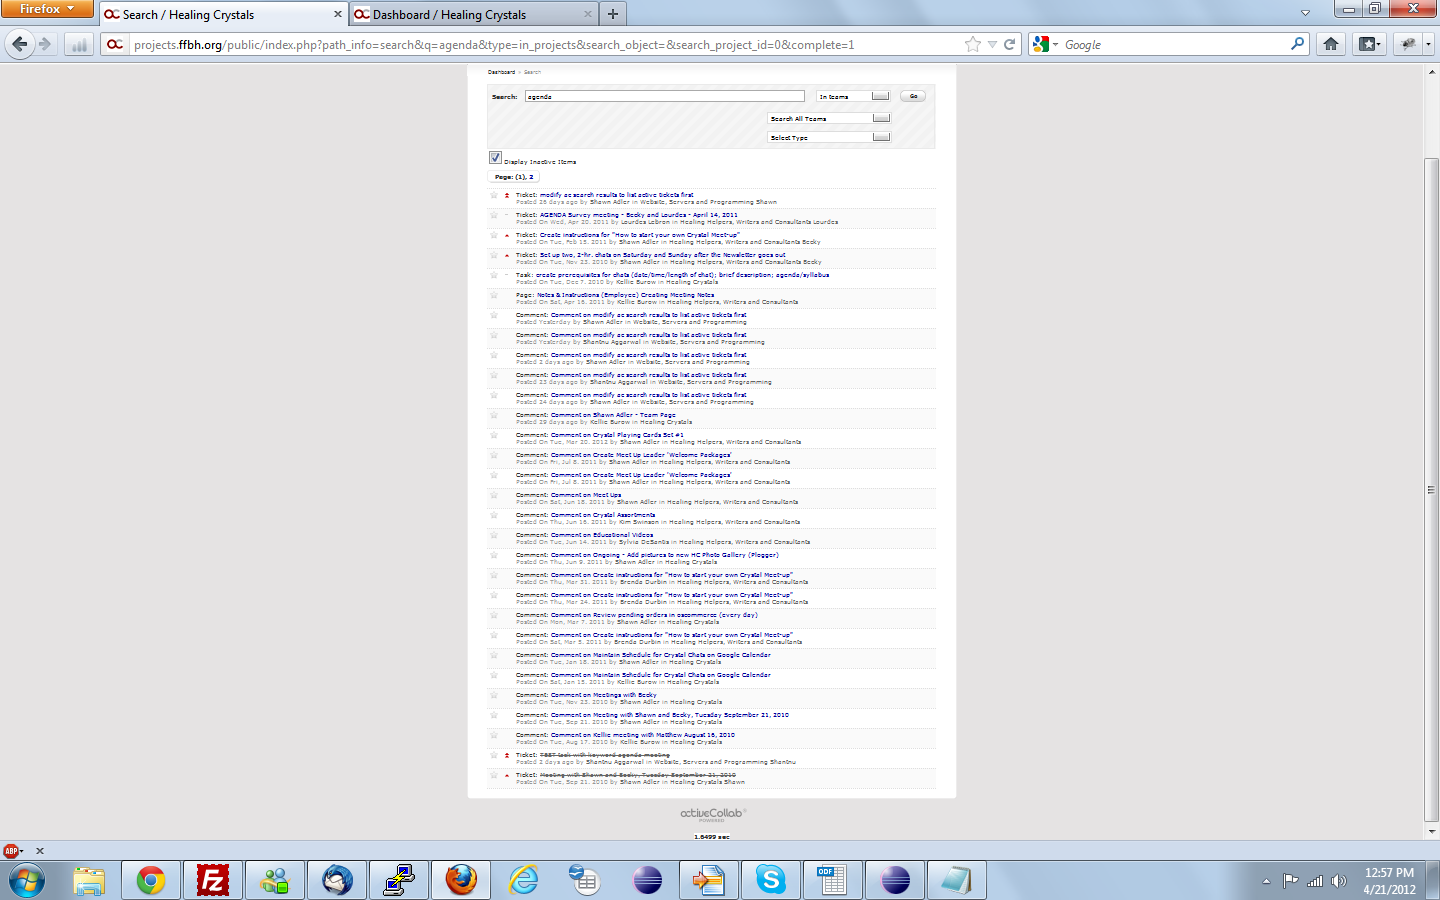 Firefox
Search / Healing Crystals
Dashboard / Healing Crystals
projects.ffbh.org/public/index.php?path_info=search&q=agenda&type=in_projects&search_object=&search_project_id=0&complete=1
Google
Dashboard > Search
Search: agenda In teams Go
Search All Teams
Select Type
Display Inactive Items
Page: (1), 2
Ticket: modify ac search results to list active tickets first
Posted 26 days ago by Shawn Adler in Website, Servers and Programming Shawn
Ticket: AGENDA Survey meeting - Becky and Lourdes - April 14, 2011
Posted On Wed, Apr 20, 2011 by Lourdes Lebron in Healing Helpers, Writers and Consultants Lourdes
Ticket: Create instructions for "How to start your own Crystal Meet-up"
Posted On Tue, Feb 15, 2011 by Shawn Adler in Healing Helpers, Writers and Consultants Becky
Ticket: Set up two, 2-hr. chats on Saturday and Sunday after the Newsletter goes out
Posted On Tue, Nov 23, 2010 by Shawn Adler in Healing Helpers, Writers and Consultants Becky
Task: create prerequisites for chats (date/time/length of chat); brief description; agenda/syllabus
Posted On Tue, Dec 7, 2010 by Kellie Burow in Healing Crystals
Page: Notes & Instructions (Employee) Creating Meeting Notes
Posted On Sat, Apr 16, 2011 by Kellie Burow in Healing Helpers, Writers and Consultants
Comment: Comment on modify ac search results to list active tickets first
Posted Yesterday by Shawn Adler in Website, Servers and Programming
Comment: Comment on modify ac search results to list active tickets first
Posted Yesterday by Shantnu Aggarwal in Website, Servers and Programming
Comment: Comment on modify ac search results to list active tickets first
Posted 2 days ago by Shawn Adler in Website, Servers and Programming
Comment: Comment on modify ac search results to list active tickets first
Posted 23 days ago by Shantnu Aggarwal in Website, Servers and Programming
Comment: Comment on modify ac search results to list active tickets first
Posted 24 days ago by Shawn Adler in Website, Servers and Programming
Comment: Comment on Shawn Adler - Team Page
Posted 29 days ago by Kellie Burow in Healing Crystals
Comment: Comment on Crystal Playing Cards Set #1
Posted On Tue, Mar 20, 2012 by Shawn Adler in Healing Helpers, Writers and Consultants
Comment: Comment on Create Meet Up Leader 'Welcome Packages'
Posted On Fri, Jul 8, 2011 by Shawn Adler in Healing Helpers, Writers and Consultants
Comment: Comment on Create Meet Up Leader 'Welcome Packages'
Posted On Fri, Jul 8, 2011 by Shawn Adler in Healing Helpers, Writers and Consultants
Comment: Comment on Meet Ups
Posted On Sat, Jun 18, 2011 by Shawn Adler in Healing Helpers, Writers and Consultants
Comment: Comment on Crystal Assortments
Posted On Thu, Jun 16, 2011 by Kim Swinson in Healing Helpers, Writers and Consultants
Comment: Comment on Educational Videos
Posted On Tue, Jun 14, 2011 by Sylvia DeSantis in Healing Helpers, Writers and Consultants
Comment: Comment on Ongoing - Add pictures to new HC Photo Gallery (Plogger)
Posted On Thu, Jun 9, 2011 by Shawn Adler in Healing Crystals
Comment: Comment on Create instructions for "How to start your own Crystal Meet-up"
Posted On Thu, Mar 31, 2011 by Brenda Durbin in Healing Helpers, Writers and Consultants
Comment: Comment on Create instructions for "How to start your own Crystal Meet-up"
Posted On Thu, Mar 24, 2011 by Brenda Durbin in Healing Helpers, Writers and Consultants
Comment: Comment on Review pending orders in oscommerce (every day)
Posted On Mon, Mar 7, 2011 by Shawn Adler in Healing Crystals
Comment: Comment on Create instructions for "How to start your own Crystal Meet-up"
Posted On Sat, Mar 5, 2011 by Brenda Durbin in Healing Helpers, Writers and Consultants
Comment: Comment on Maintain Schedule for Crystal Chats on Google Calendar
Posted On Tue, Jan 18, 2011 by Shawn Adler in Healing Crystals
Comment: Comment on Maintain Schedule for Crystal Chats on Google Calendar
Posted On Sat, Jan 15, 2011 by Kellie Burow in Healing Crystals
Comment: Comment on Meetings with Becky
Posted On Tue, Nov 23, 2010 by Shawn Adler in Healing Crystals
Comment: Comment on Meeting with Shawn and Becky, Tuesday September 21, 2010
Posted On Tue, Sep 21, 2010 by Shawn Adler in Healing Crystals
Comment: Comment on Kellie meeting with Matthew August 16, 2010
Posted On Tue, Aug 17, 2010 by Kellie Burow in Healing Crystals
Ticket: TEST task with keyword agenda meeting
Posted 2 days ago by Shantnu Aggarwal in Website, Servers and Programming Shantnu
Ticket: Meeting with Shawn and Becky, Tuesday September 21, 2010
Posted On Tue, Sep 21, 2010 by Shawn Adler in Healing Crystals Shawn
activeCollab
POWERED
1.6499 sec
ABP
12:57 PM
4/21/2012